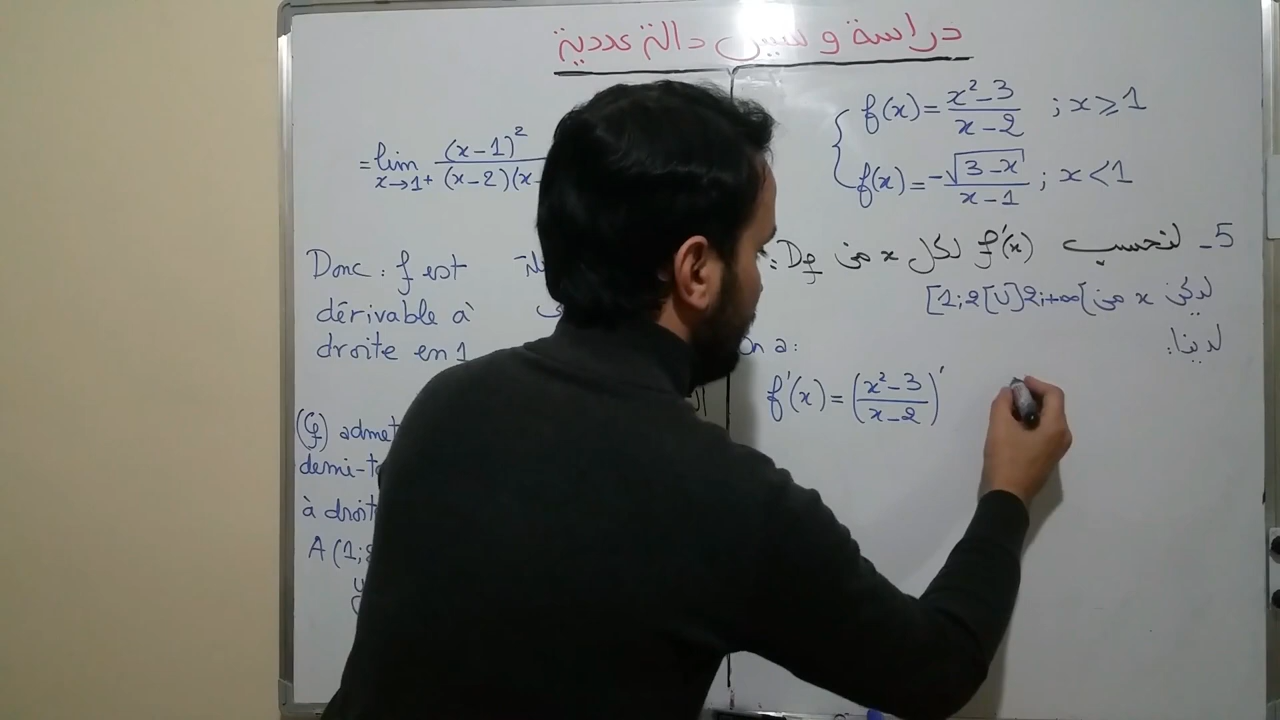 دراسة و تمثيل دالة عددية
= lim (x-1)² / (x-2)(x-
x→1+
Donc : f est
dérivable à
droite en 1
(Cf) admet
demi-t
à droit
A (1;
{ f(x) = (x²-3)/(x-2) ; x ⩾ 1
f(x) = -√(3-x)/(x-1) ; x < 1
5- لنحسب f'(x) لكل x من Df :
ليكن x من [1;2[∪]2;+∞[
لدينا:
On a:
f'(x) = ((x²-3)/(x-2))'